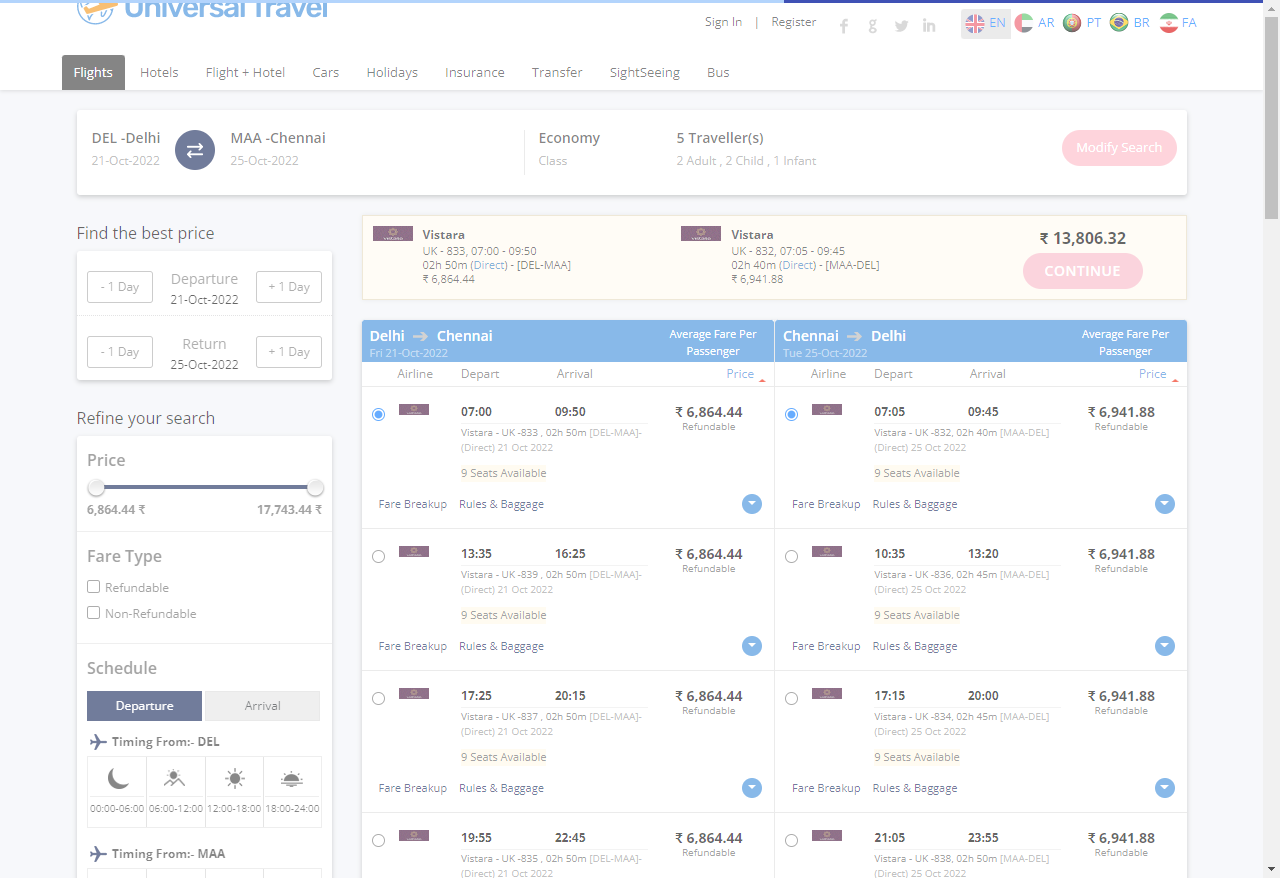 Universal Travel
Sign In | Register
EN AR PT BR FA
Flights Hotels Flight + Hotel Cars Holidays Insurance Transfer SightSeeing Bus
DEL -Delhi MAA -Chennai Economy 5 Traveller(s)
21-Oct-2022 25-Oct-2022 Class 2 Adult , 2 Child , 1 Infant
Modify Search
Find the best price
- 1 Day Departure + 1 Day
21-Oct-2022
- 1 Day Return + 1 Day
25-Oct-2022
Refine your search
Price
6,864.44 ₹ 17,743.44 ₹
Fare Type
Refundable
Non-Refundable
Schedule
Departure Arrival
Timing From:- DEL
00:00-06:00 06:00-12:00 12:00-18:00 18:00-24:00
Timing From:- MAA
Vistara
UK - 833, 07:00 - 09:50
02h 50m (Direct) - [DEL-MAA]
₹ 6,864.44
Vistara
UK - 832, 07:05 - 09:45
02h 40m (Direct) - [MAA-DEL]
₹ 6,941.88
₹ 13,806.32
CONTINUE
Delhi Chennai
Fri 21-Oct-2022
Average Fare Per
Passenger
Airline Depart Arrival Price
07:00 09:50 ₹ 6,864.44
Refundable
Vistara - UK -833 , 02h 50m [DEL-MAA]-
(Direct) 21 Oct 2022
9 Seats Available
Fare Breakup Rules & Baggage
13:35 16:25 ₹ 6,864.44
Refundable
Vistara - UK -839 , 02h 50m [DEL-MAA]-
(Direct) 21 Oct 2022
9 Seats Available
Fare Breakup Rules & Baggage
17:25 20:15 ₹ 6,864.44
Refundable
Vistara - UK -837 , 02h 50m [DEL-MAA]-
(Direct) 21 Oct 2022
9 Seats Available
Fare Breakup Rules & Baggage
19:55 22:45 ₹ 6,864.44
Refundable
Vistara - UK -835 , 02h 50m [DEL-MAA]-
(Direct) 21 Oct 2022
Chennai Delhi
Tue 25-Oct-2022
Average Fare Per
Passenger
Airline Depart Arrival Price
07:05 09:45 ₹ 6,941.88
Refundable
Vistara - UK -832, 02h 40m [MAA-DEL]
(Direct) 25 Oct 2022
9 Seats Available
Fare Breakup Rules & Baggage
10:35 13:20 ₹ 6,941.88
Refundable
Vistara - UK -836, 02h 45m [MAA-DEL]
(Direct) 25 Oct 2022
9 Seats Available
Fare Breakup Rules & Baggage
17:15 20:00 ₹ 6,941.88
Refundable
Vistara - UK -834, 02h 45m [MAA-DEL]
(Direct) 25 Oct 2022
9 Seats Available
Fare Breakup Rules & Baggage
21:05 23:55 ₹ 6,941.88
Refundable
Vistara - UK -838, 02h 50m [MAA-DEL]
(Direct) 25 Oct 2022